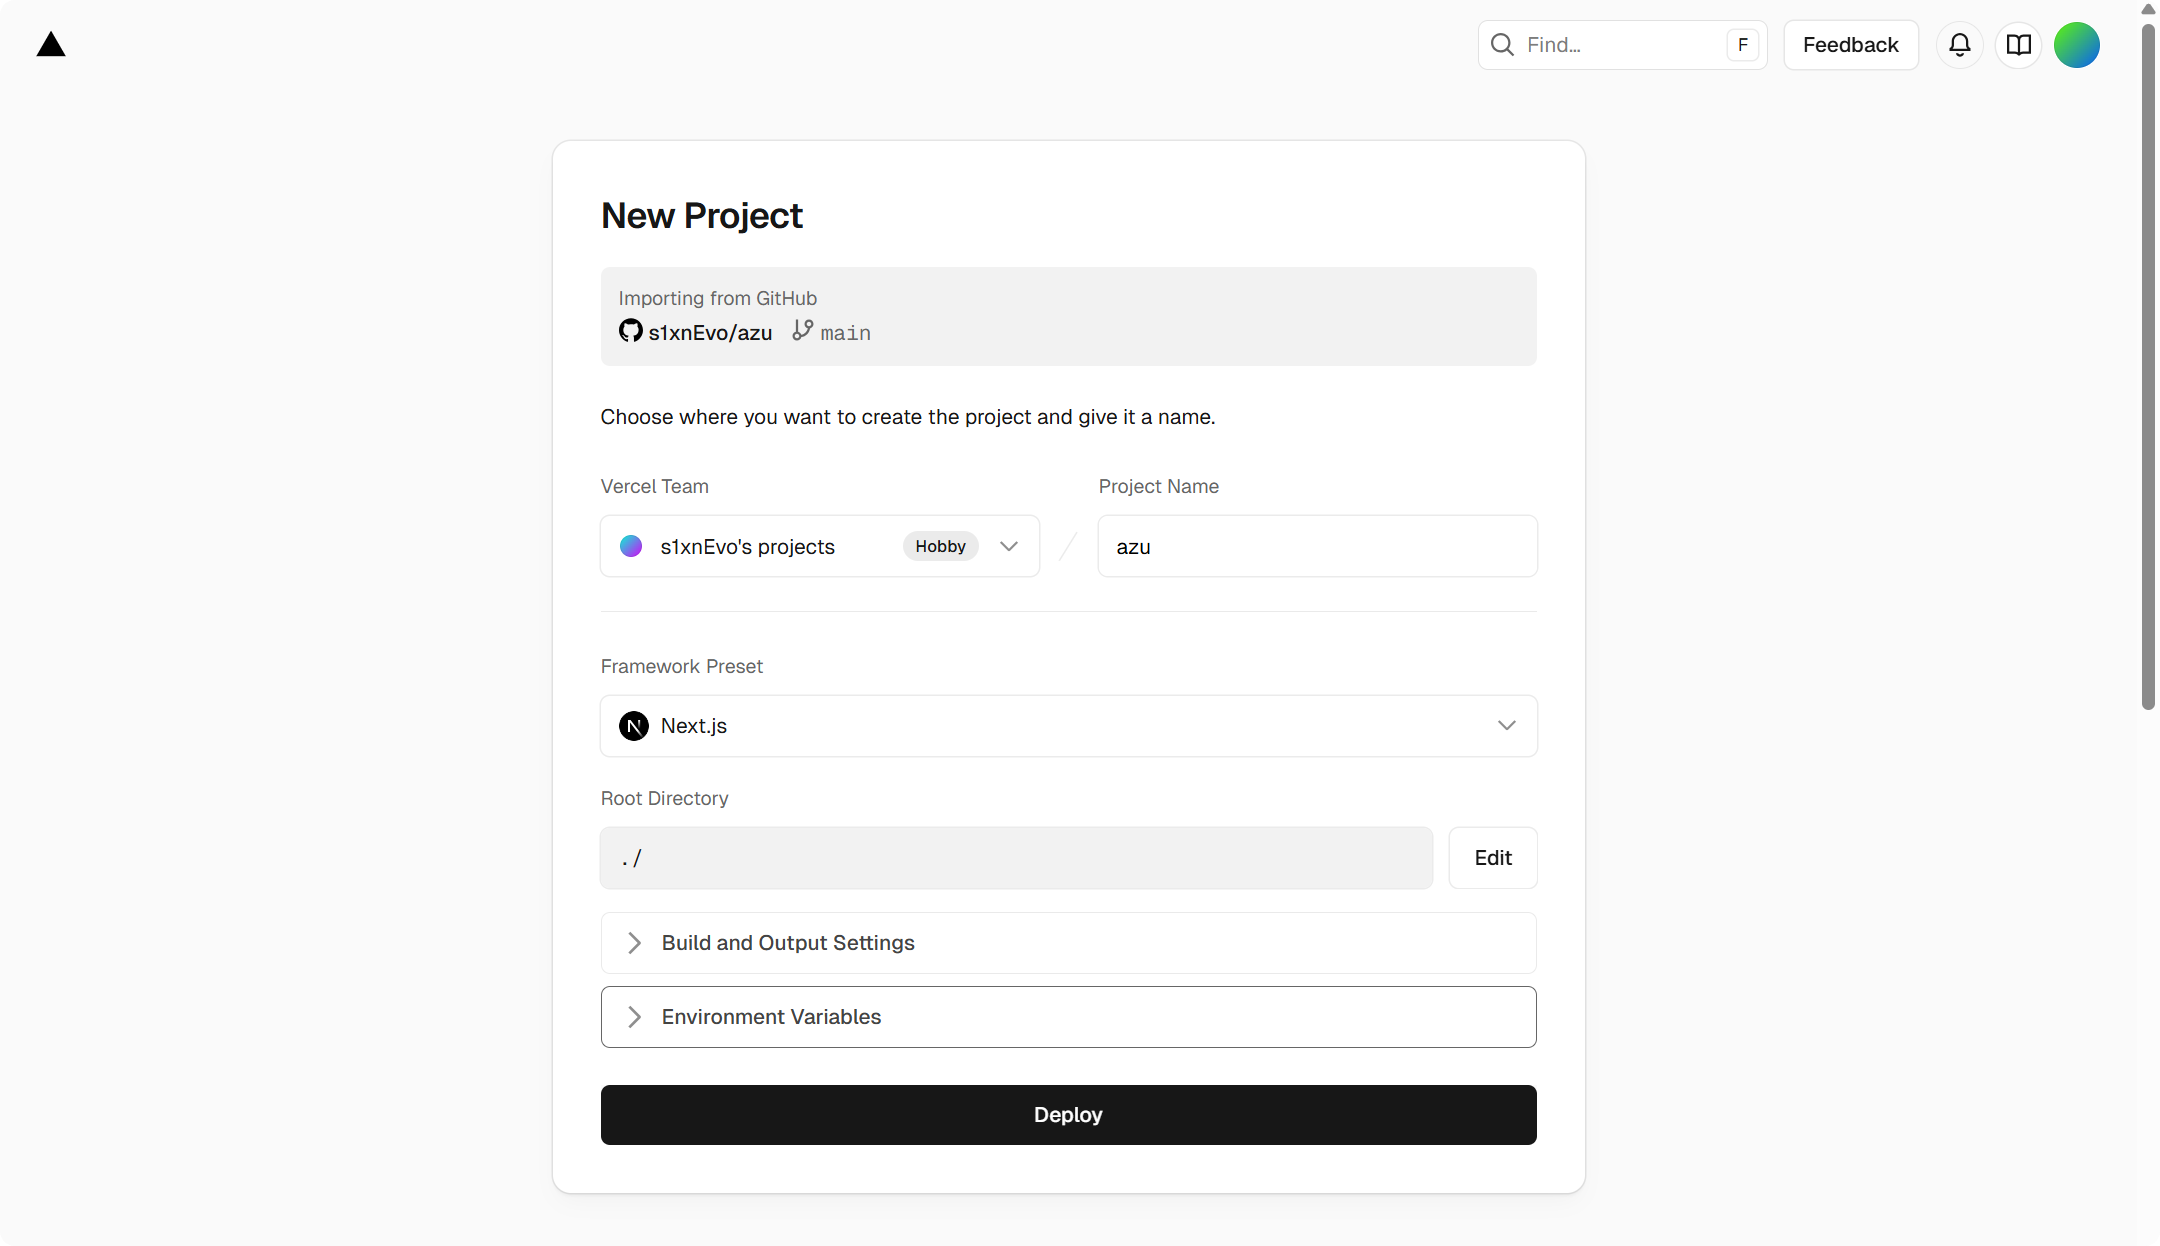 Find...
F
Feedback
New Project
Importing from GitHub
s1xnEvo/azu main
Choose where you want to create the project and give it a name.
Vercel Team
Project Name
s1xnEvo's projects Hobby
/
azu
Framework Preset
N Next.js
Root Directory
./
Edit
Build and Output Settings
Environment Variables
Deploy